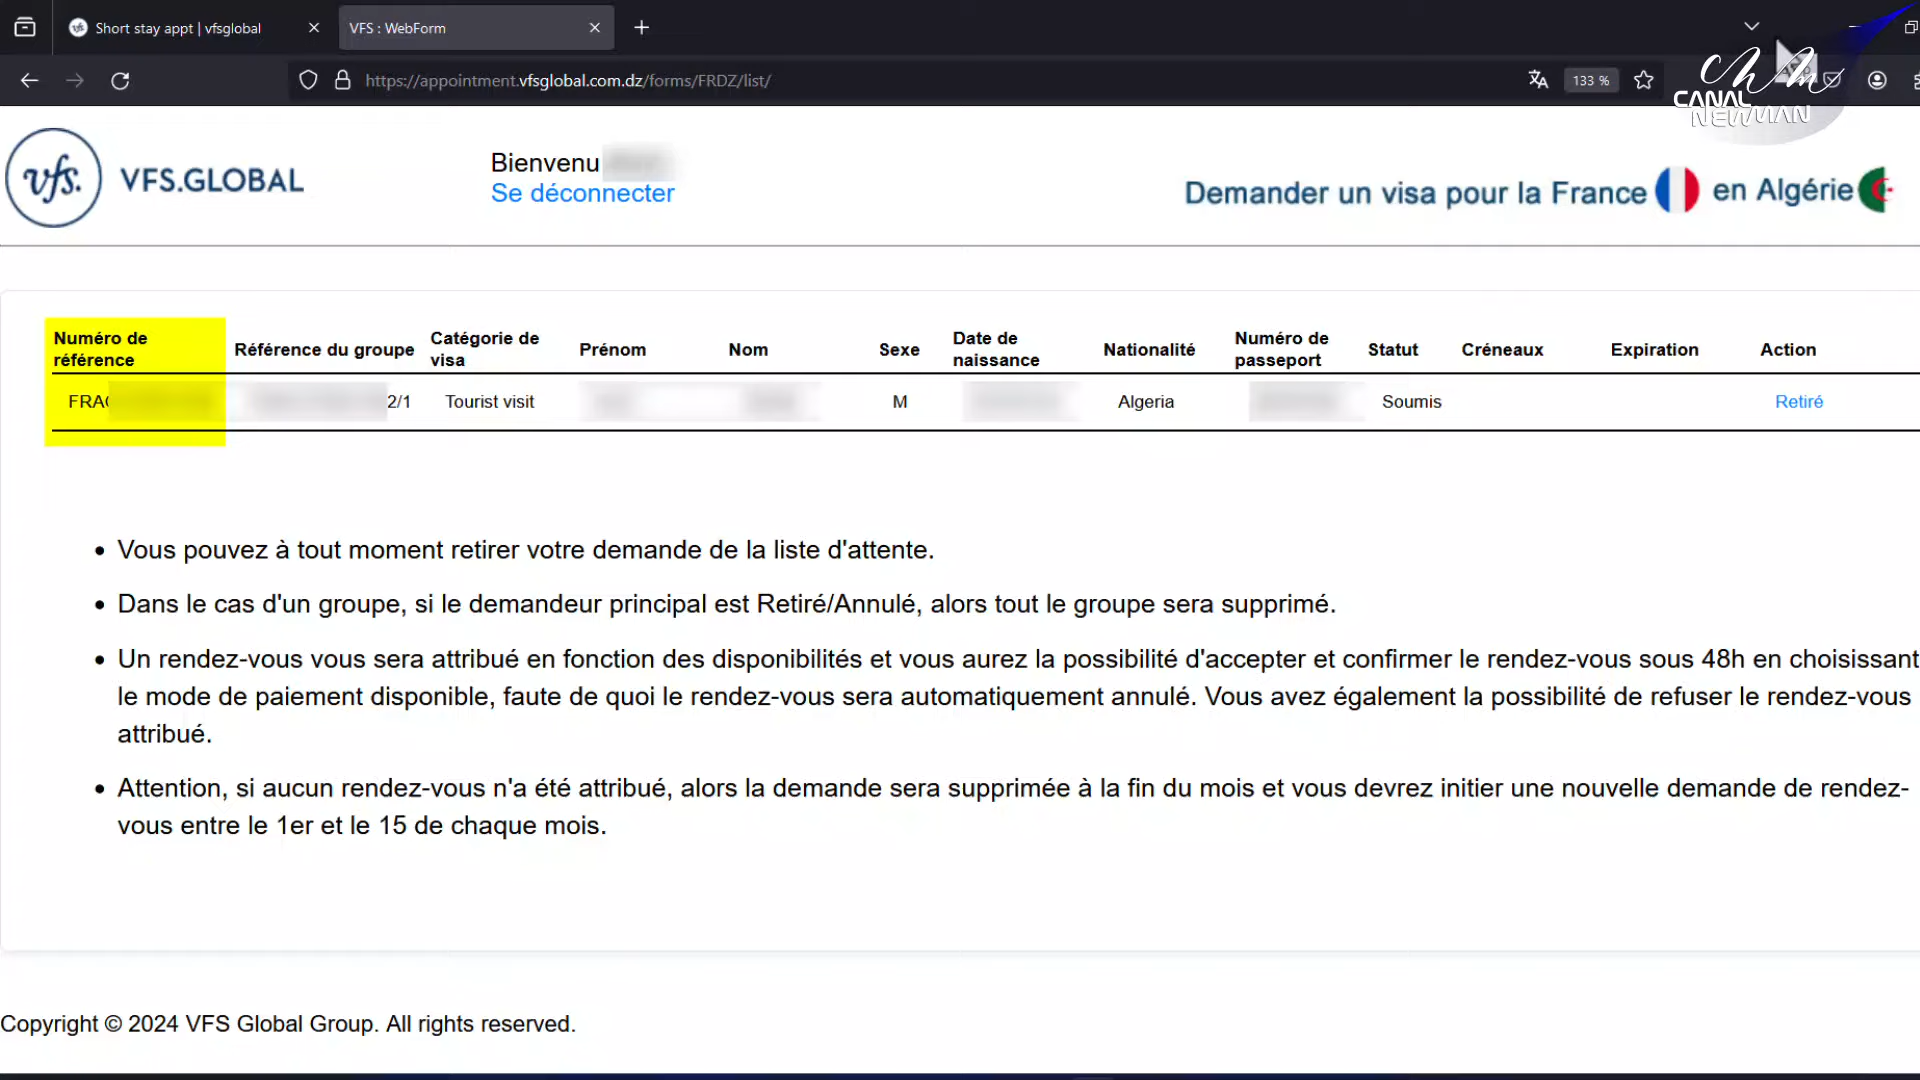 Short stay appt | vfsglobal
VFS : WebForm
https://appointment.vfsglobal.com.dz/forms/FRDZ/list/
133 %
CANAL
NEWMAN
vfs.
VFS.GLOBAL
Bienvenu
Se déconnecter
Demander un visa pour la France en Algérie
Numéro de référence Référence du groupe Catégorie de visa Prénom Nom Sexe Date de naissance Nationalité Numéro de passeport Statut Créneaux Expiration Action
FRA 2/1 Tourist visit M Algeria Soumis Retiré
• Vous pouvez à tout moment retirer votre demande de la liste d'attente.
• Dans le cas d'un groupe, si le demandeur principal est Retiré/Annulé, alors tout le groupe sera supprimé.
• Un rendez-vous vous sera attribué en fonction des disponibilités et vous aurez la possibilité d'accepter et confirmer le rendez-vous sous 48h en choisissant
le mode de paiement disponible, faute de quoi le rendez-vous sera automatiquement annulé. Vous avez également la possibilité de refuser le rendez-vous
attribué.
• Attention, si aucun rendez-vous n'a été attribué, alors la demande sera supprimée à la fin du mois et vous devrez initier une nouvelle demande de rendez-
vous entre le 1er et le 15 de chaque mois.
Copyright © 2024 VFS Global Group. All rights reserved.